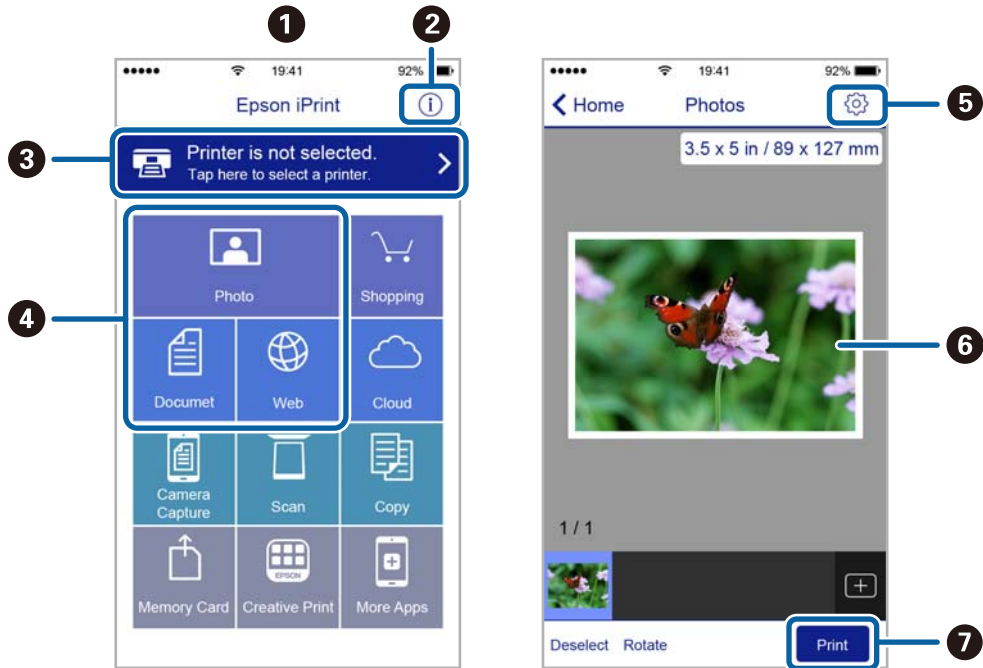 1
2
19:41
92%
Epson iPrint
3
Printer is not selected.
Tap here to select a printer.
4
Photo
Shopping
Documet
Web
Cloud
Camera
Capture
Scan
Copy
EPSON
Memory Card
Creative Print
More Apps
19:41
92%
Home
Photos
5
3.5 x 5 in / 89 x 127 mm
6
1 / 1
Deselect Rotate
Print
7